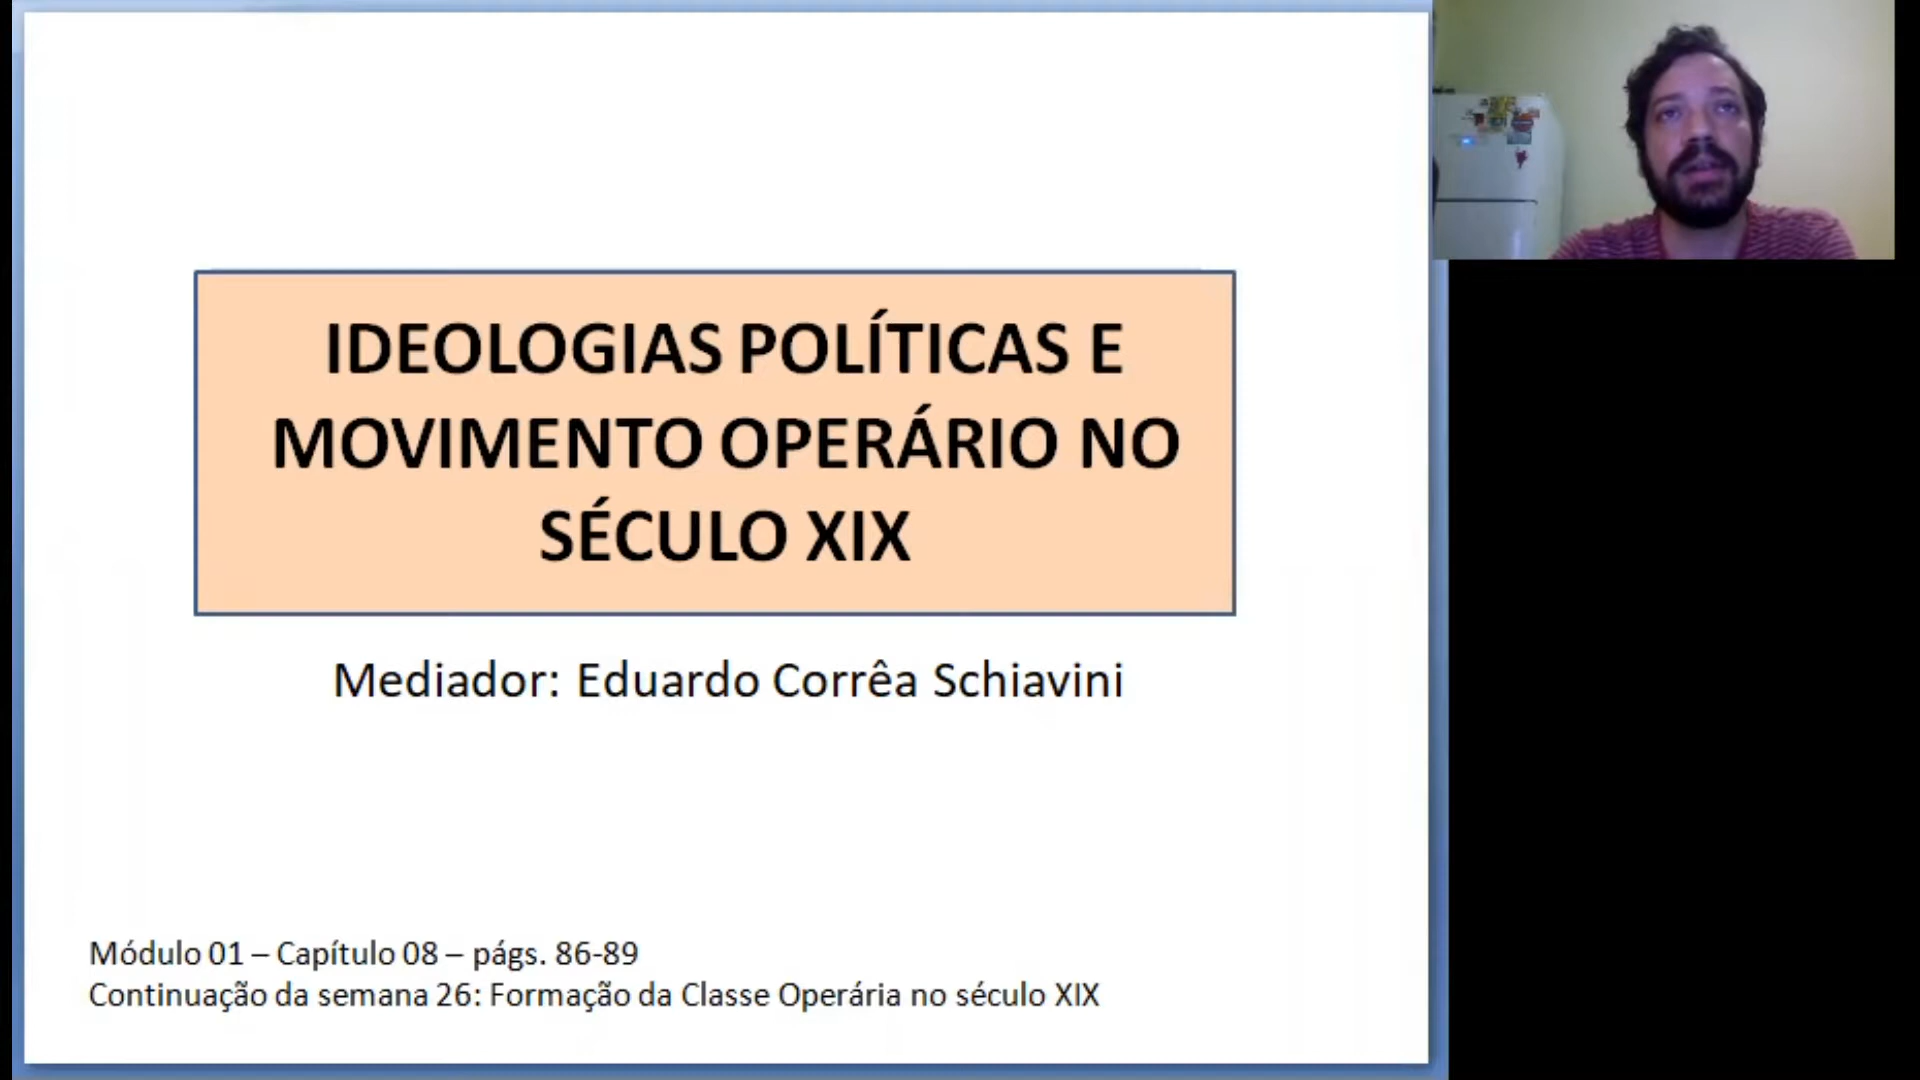 IDEOLOGIAS POLÍTICAS E
MOVIMENTO OPERÁRIO NO
SÉCULO XIX
Mediador: Eduardo Corrêa Schiavini
Módulo 01 – Capítulo 08 – págs. 86-89
Continuação da semana 26: Formação da Classe Operária no século XIX